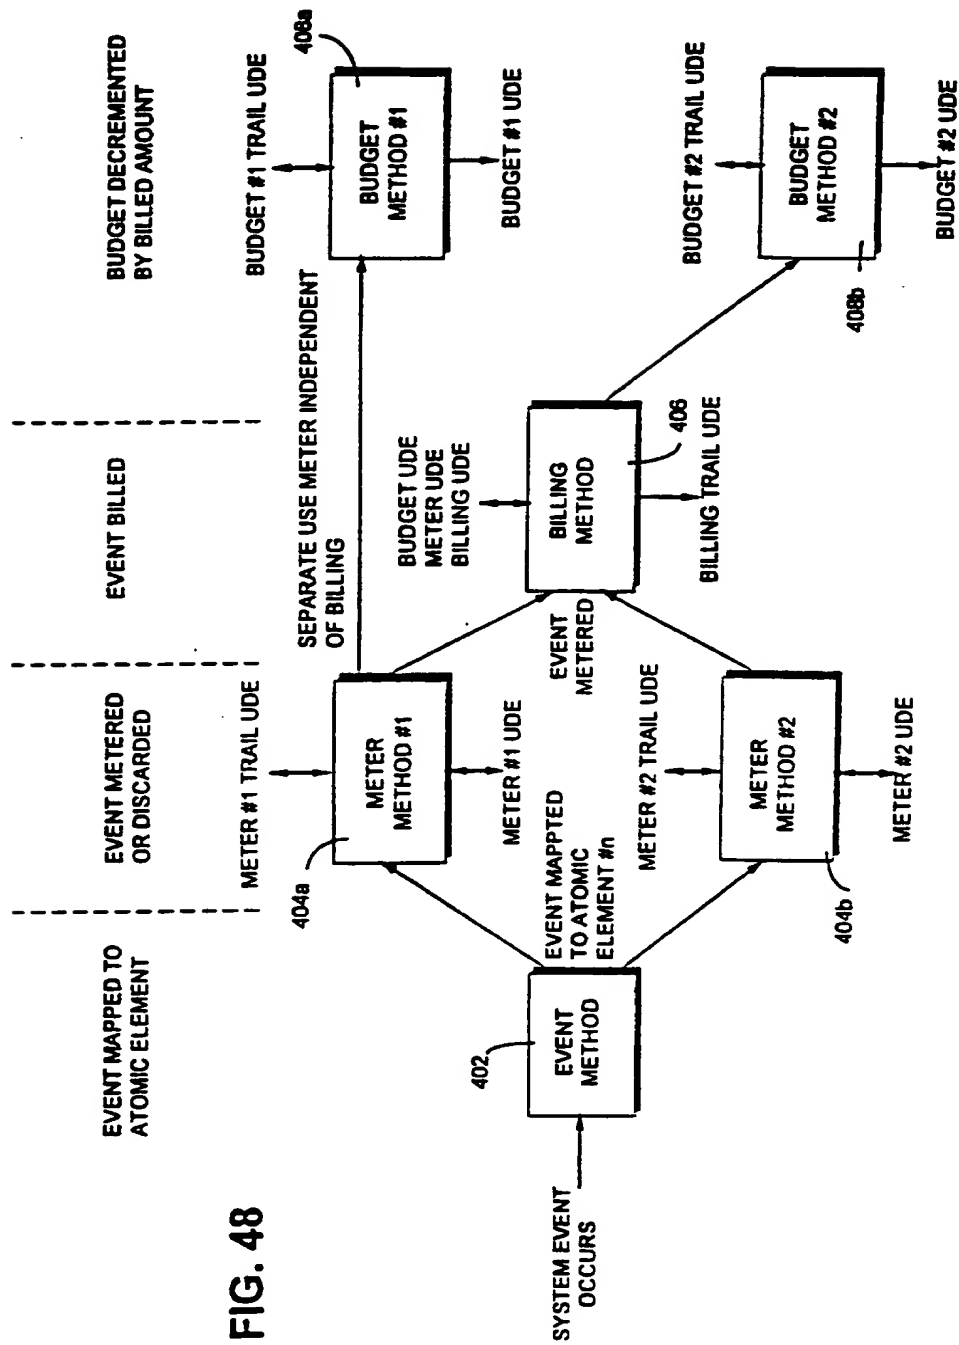 FIG. 48
EVENT MAPPED TO
ATOMIC ELEMENT
EVENT METERED
OR DISCARDED
EVENT BILLED
BUDGET DECREMENTED
BY BILLED AMOUNT
SYSTEM EVENT
OCCURS
402
EVENT
METHOD
EVENT MAPPTED
TO ATOMIC
ELEMENT #n
METER #1 TRAIL UDE
404a
METER
METHOD #1
METER #1 UDE
METER #2 TRAIL UDE
METER
METHOD #2
404b
METER #2 UDE
SEPARATE USE METER INDEPENDENT
OF BILLING
EVENT
METERED
BUDGET UDE
METER UDE
BILLING UDE
BILLING
METHOD
406
BILLING TRAIL UDE
BUDGET #1 TRAIL UDE
408a
BUDGET
METHOD #1
BUDGET #1 UDE
BUDGET #2 TRAIL UDE
BUDGET
METHOD #2
408b
BUDGET #2 UDE